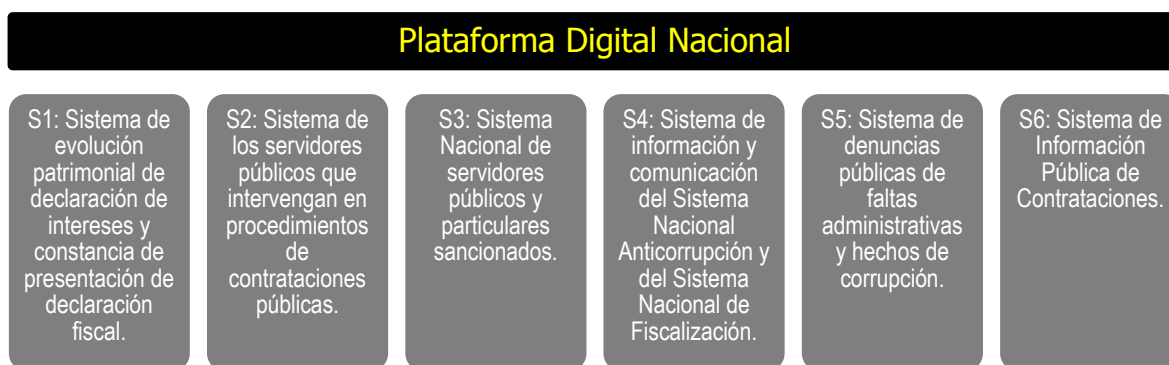 Plataforma Digital Nacional
S1: Sistema de
evolución
patrimonial de
declaración de
intereses y
constancia de
presentación de
declaración
fiscal.
S2: Sistema de
los servidores
públicos que
intervengan en
procedimientos
de
contrataciones
públicas.
S3: Sistema
Nacional de
servidores
públicos y
particulares
sancionados.
S4: Sistema de
información y
comunicación
del Sistema
Nacional
Anticorrupción y
del Sistema
Nacional de
Fiscalización.
S5: Sistema de
denuncias
públicas de
faltas
administrativas
y hechos de
corrupción.
S6: Sistema de
Información
Pública de
Contrataciones.